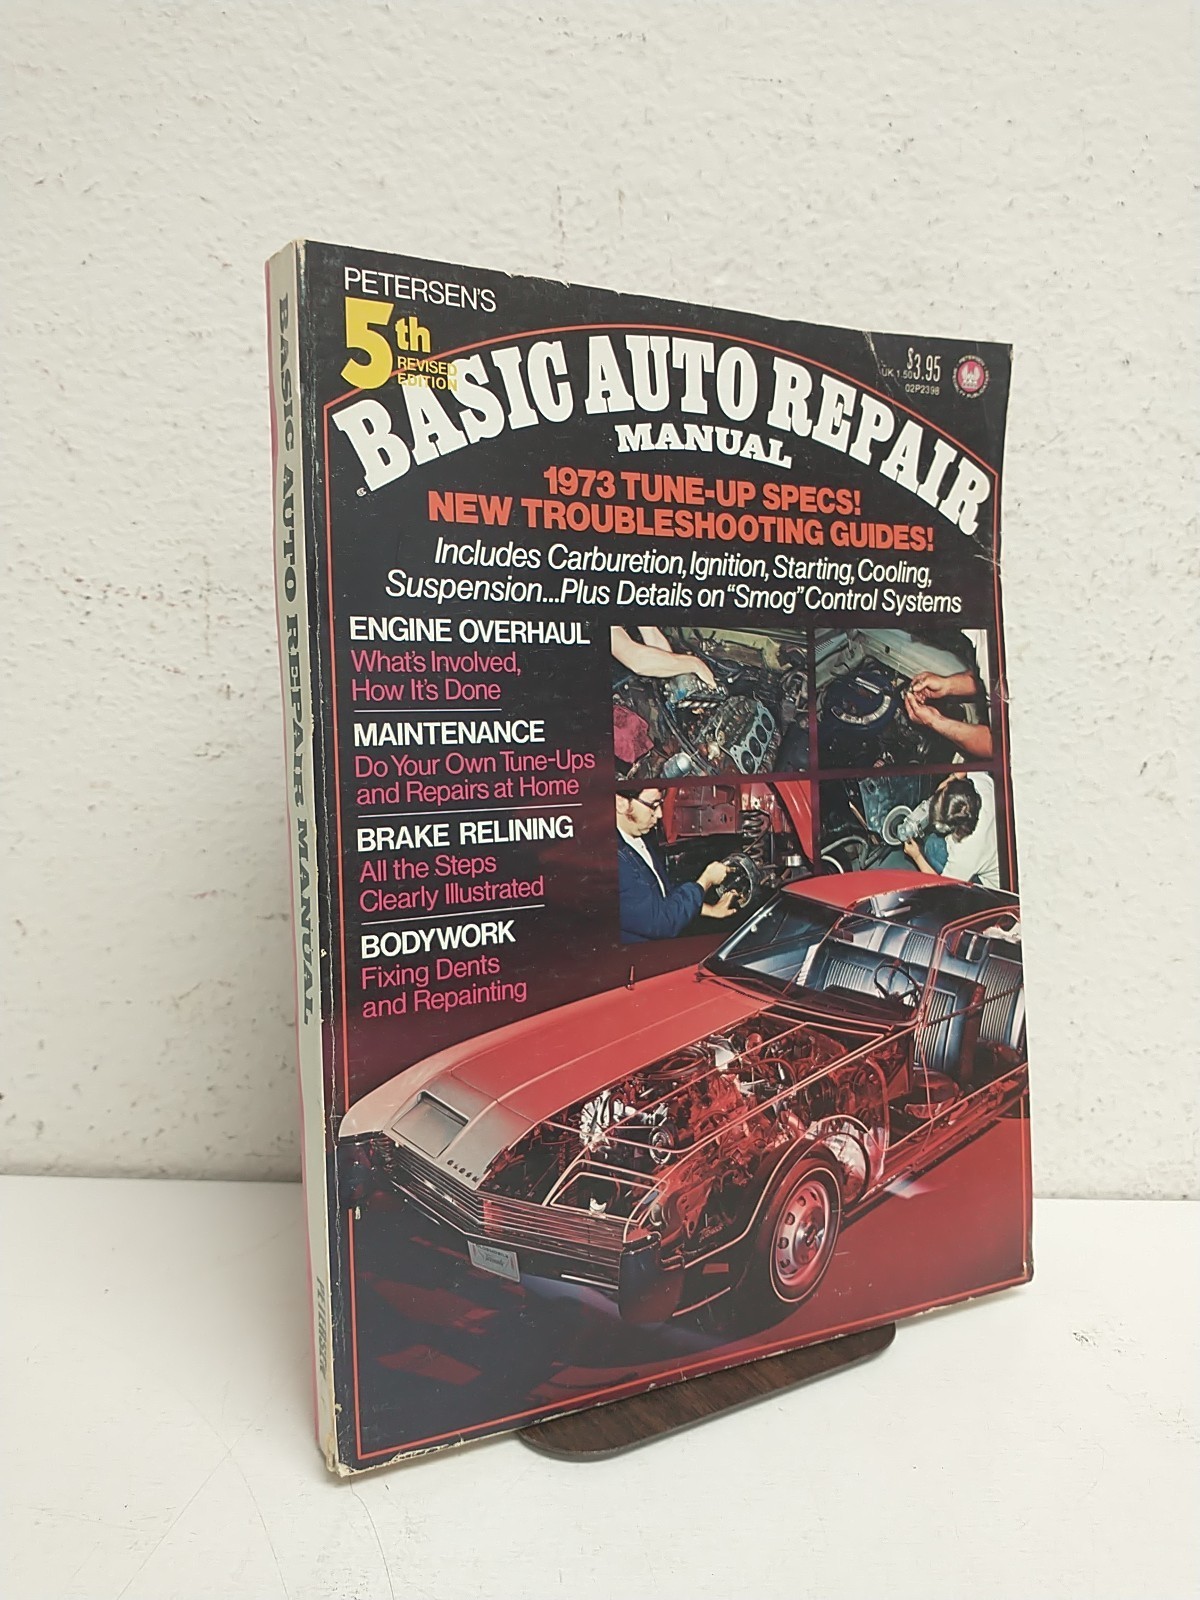 PETERSEN'S
5th
REVISED
EDITION
BASIC AUTO REPAIR
MANUAL
$3.95
UK 1.50
02P2398
1973 TUNE-UP SPECS!
NEW TROUBLESHOOTING GUIDES!
Includes Carburetion, Ignition, Starting, Cooling,
Suspension...Plus Details on "Smog" Control Systems
ENGINE OVERHAUL
What's Involved,
How It's Done
MAINTENANCE
Do Your Own Tune-Ups
and Repairs at Home
BRAKE RELINING
All the Steps
Clearly Illustrated
BODYWORK
Fixing Dents
and Repainting
BASIC AUTO REPAIR MANUAL
PETERSEN